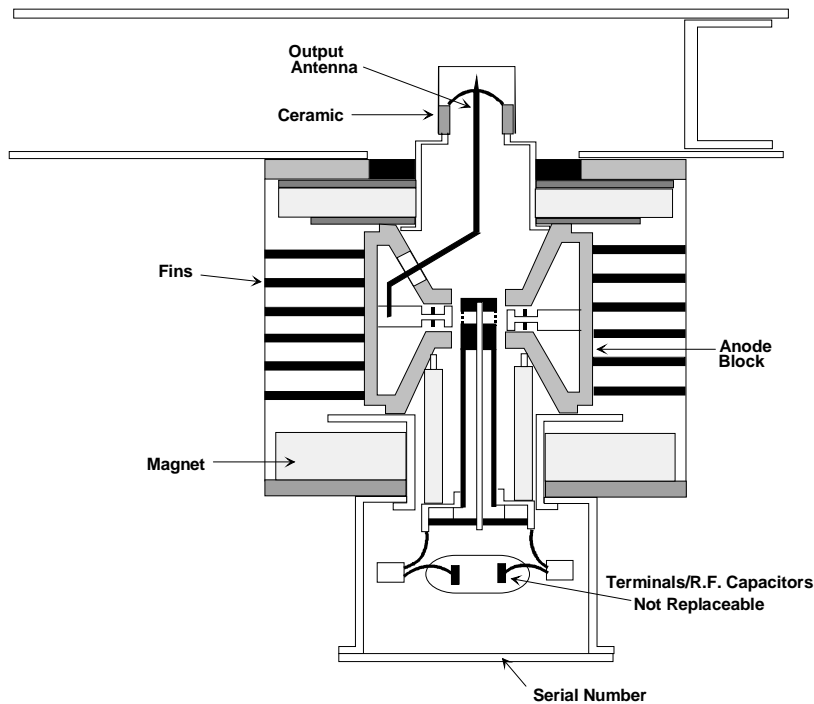 Output
Antenna
Ceramic
Fins
Anode
Block
Magnet
Terminals/R.F. Capacitors
Not Replaceable
Serial Number